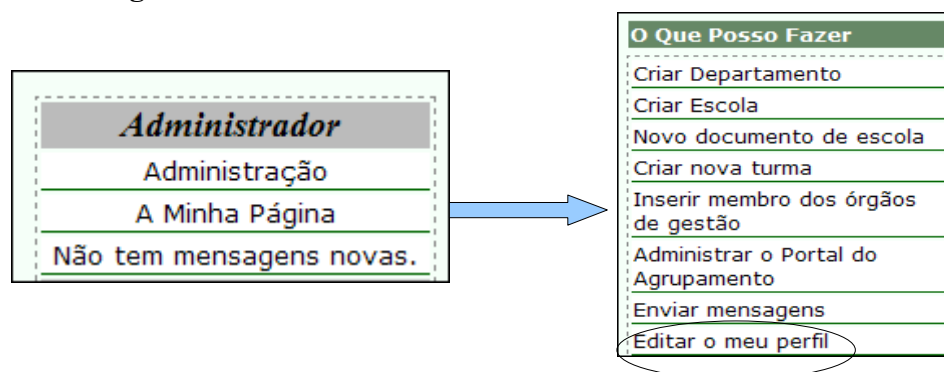 Administrador
Administração
A Minha Página
Não tem mensagens novas.
O Que Posso Fazer
Criar Departamento
Criar Escola
Novo documento de escola
Criar nova turma
Inserir membro dos órgãos
de gestão
Administrar o Portal do
Agrupamento
Enviar mensagens
Editar o meu perfil